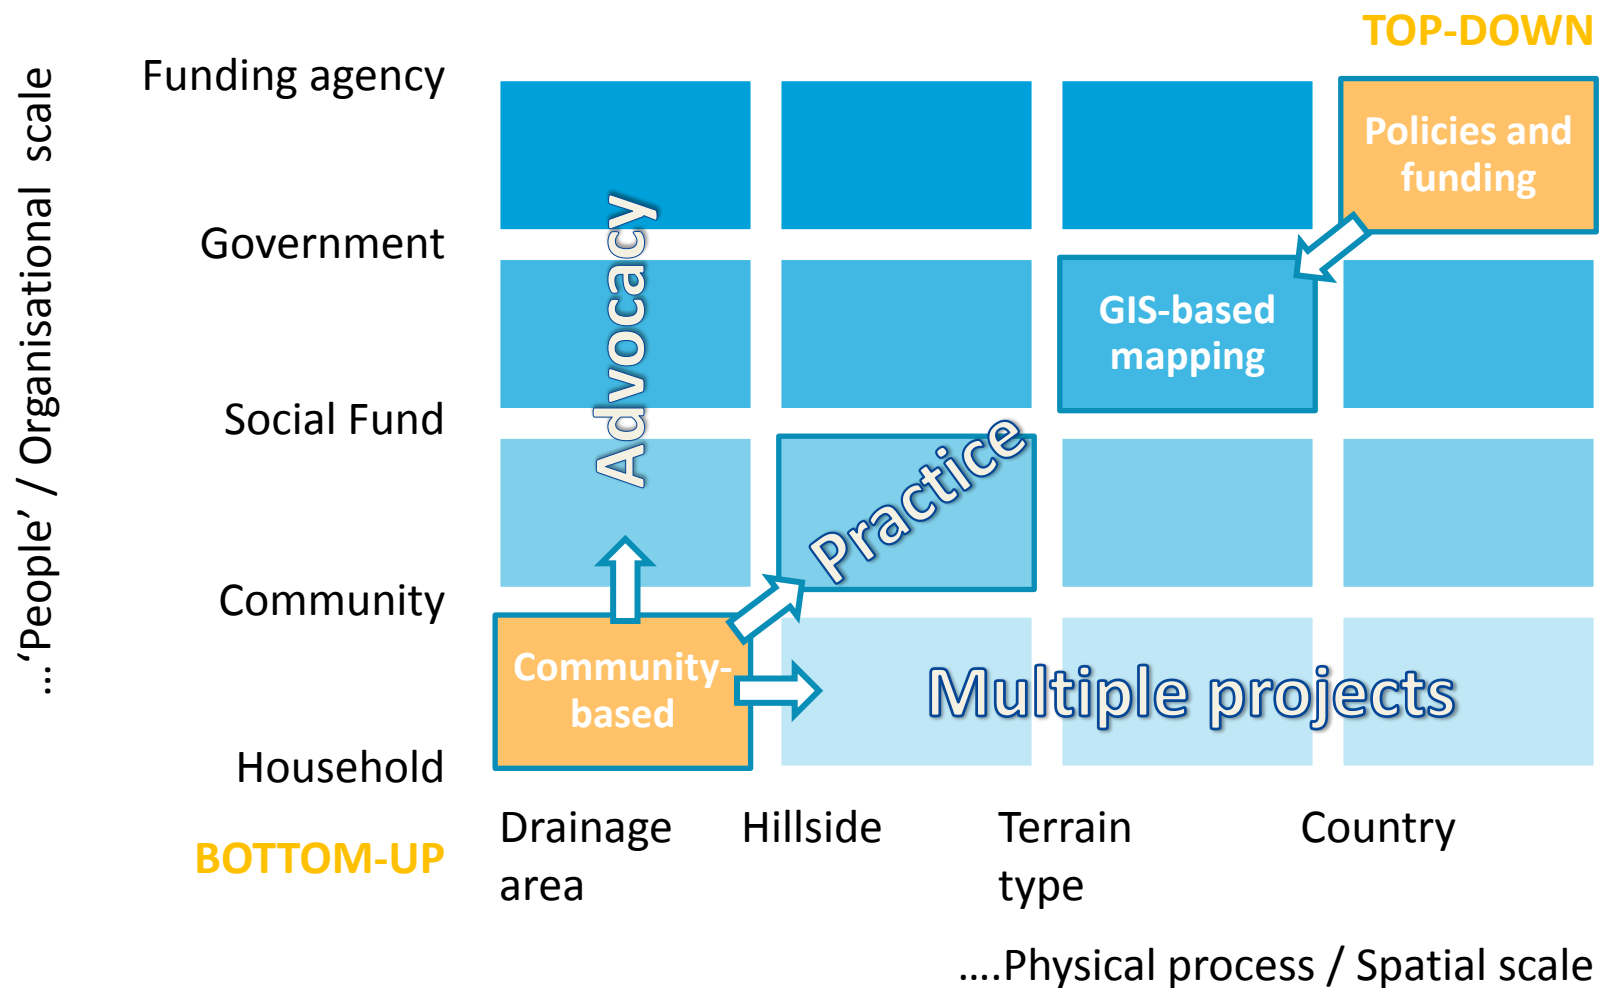 TOP-DOWN
…‘People’ / Organisational scale
Funding agency
Government
Social Fund
Community
Household
BOTTOM-UP
Policies and
funding
GIS-based
mapping
Advocacy
Practice
Community-
based
Multiple projects
Drainage
area
Hillside
Terrain
type
Country
….Physical process / Spatial scale